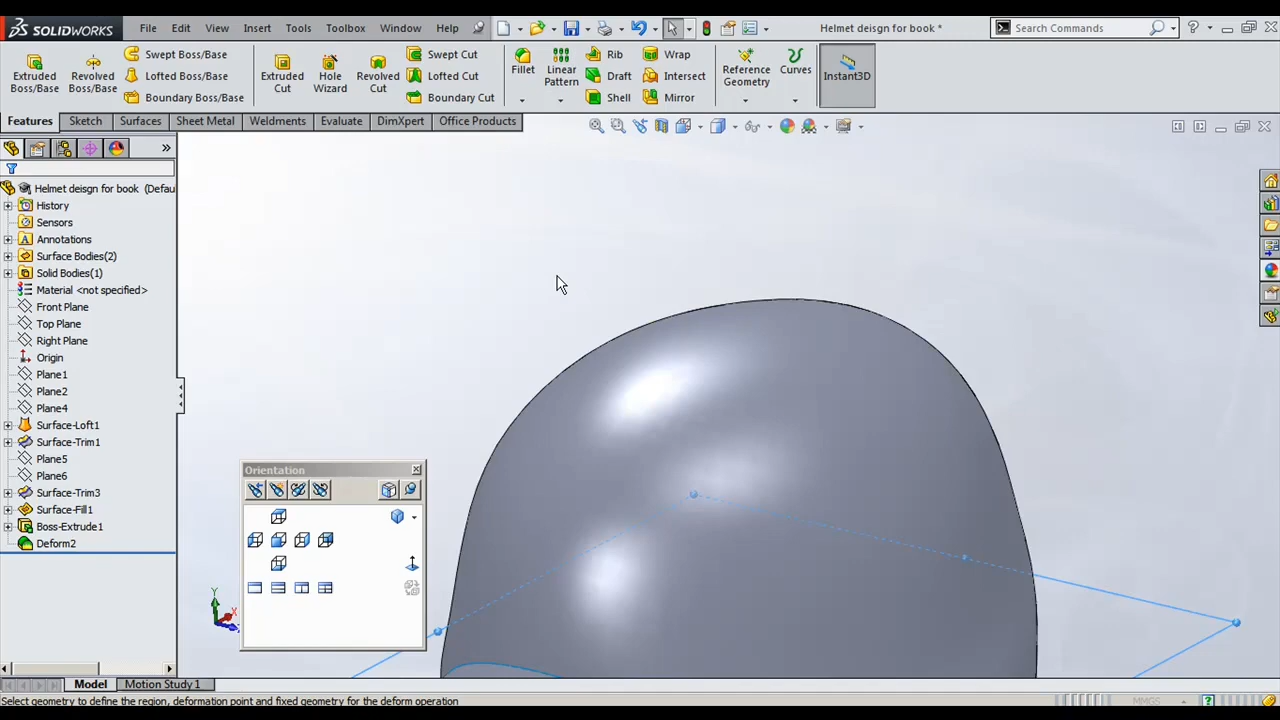 SOLIDWORKS File Edit View Insert Tools Toolbox Window Help Helmet deisgn for book * Search Commands
Extruded Boss/Base Revolved Boss/Base Swept Boss/Base Lofted Boss/Base Boundary Boss/Base Extruded Cut Hole Wizard Revolved Cut Swept Cut Lofted Cut Boundary Cut Fillet Linear Pattern Rib Draft Shell Wrap Intersect Mirror Reference Geometry Curves Instant3D
Features Sketch Surfaces Sheet Metal Weldments Evaluate DimXpert Office Products
Helmet deisgn for book (Defau
History
Sensors
Annotations
Surface Bodies(2)
Solid Bodies(1)
Material <not specified>
Front Plane
Top Plane
Right Plane
Origin
Plane1
Plane2
Plane4
Surface-Loft1
Surface-Trim1
Plane5
Plane6
Surface-Trim3
Surface-Fill1
Boss-Extrude1
Deform2
Orientation
Y
X
Model Motion Study 1
Select geometry to define the region, deformation point and fixed geometry for the deform operation MMGS